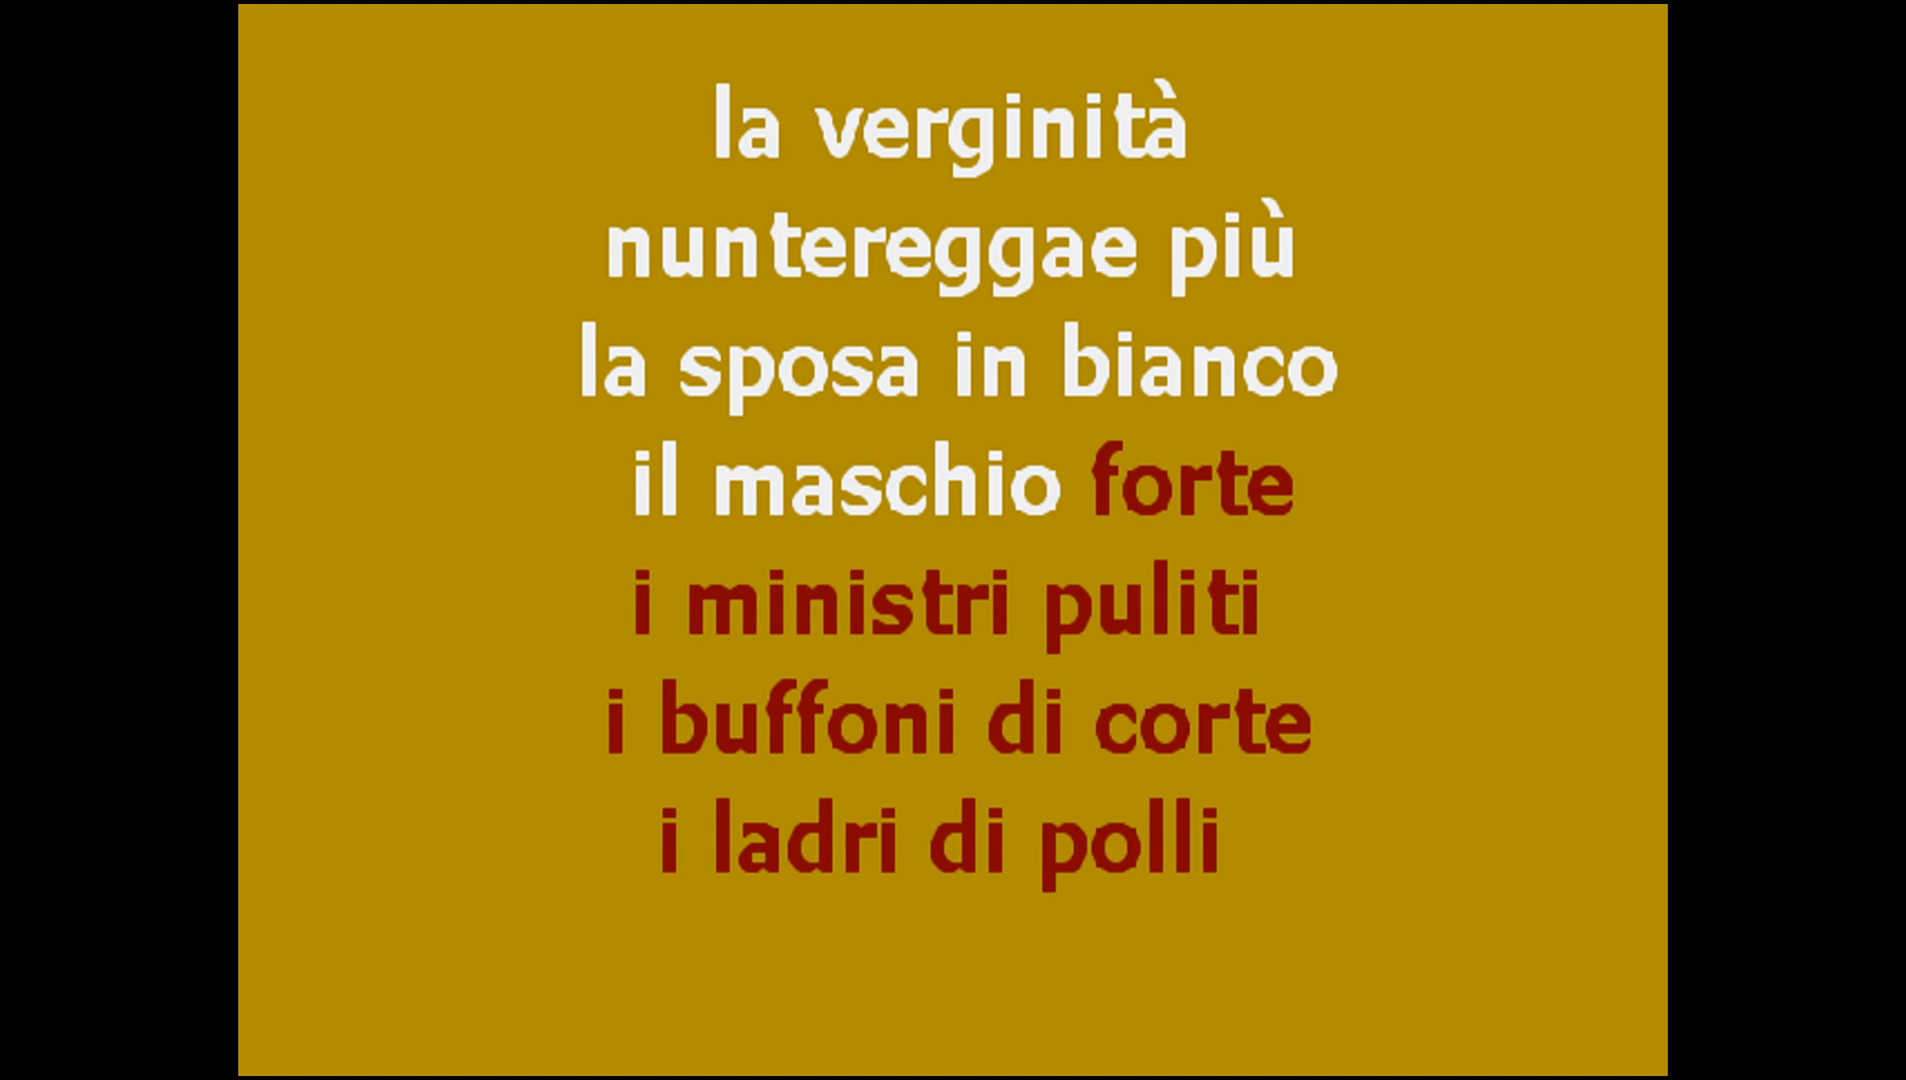 la verginità
nuntereggae più
la sposa in bianco
il maschio forte
i ministri puliti
i buffoni di corte
i ladri di polli